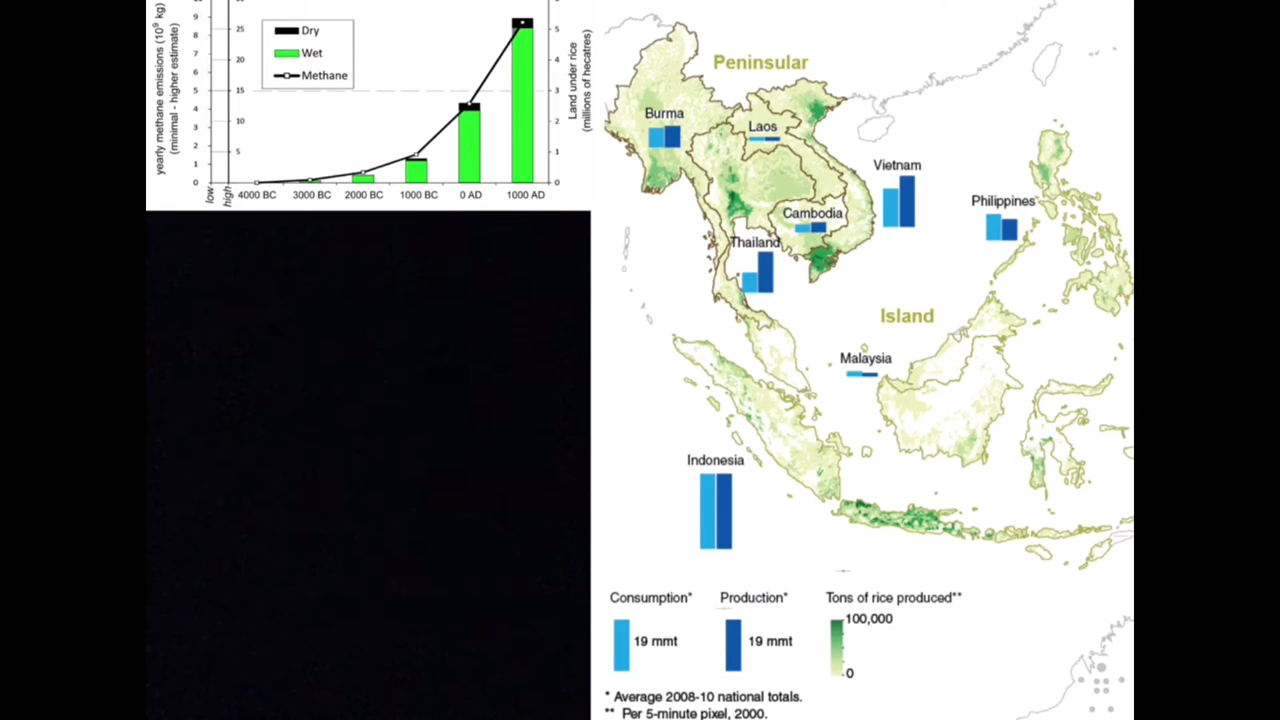 yearly methane emissions (10⁹ kg)
(minimal - higher estimate)
9
8
7
6
5
4
3
2
1
0
low
25
20
15
10
5
0
high
Dry
Wet
Methane
5
4
3
2
1
0
Land under rice
(millions of hecatres)
4000 BC 3000 BC 2000 BC 1000 BC 0 AD 1000 AD
Peninsular
Burma
Laos
Vietnam
Philippines
Cambodia
Thailand
Island
Malaysia
Indonesia
Consumption* Production* Tons of rice produced**
19 mmt 19 mmt
100,000
0
* Average 2008-10 national totals.
** Per 5-minute pixel, 2000.